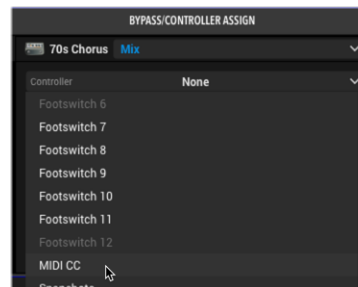 BYPASS/CONTROLLER ASSIGN
70s Chorus Mix
Controller None
Footswitch 6
Footswitch 7
Footswitch 8
Footswitch 9
Footswitch 10
Footswitch 11
Footswitch 12
MIDI CC
Snapshots